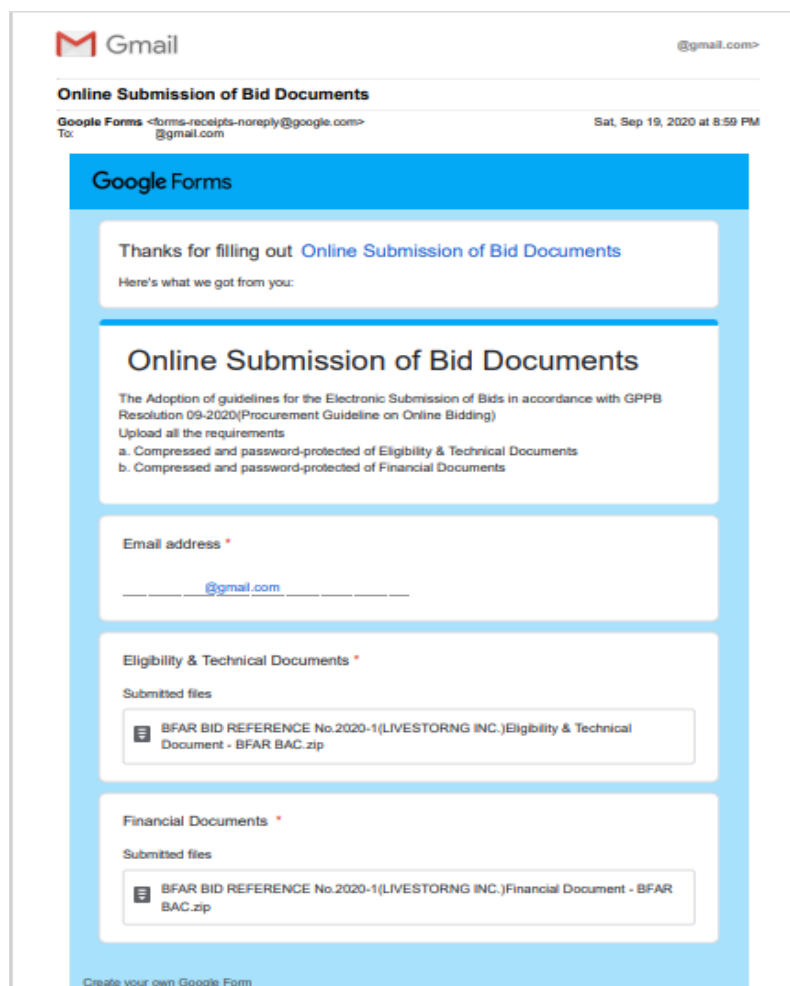 Gmail
@gmail.com>
Online Submission of Bid Documents
Google Forms <forms-receipts-noreply@google.com>
Sat, Sep 19, 2020 at 8:59 PM
To: @gmail.com
Google Forms
Thanks for filling out Online Submission of Bid Documents
Here's what we got from you:
Online Submission of Bid Documents
The Adoption of guidelines for the Electronic Submission of Bids in accordance with GPPB
Resolution 09-2020(Procurement Guideline on Online Bidding)
Upload all the requirements
a. Compressed and password-protected of Eligibility & Technical Documents
b. Compressed and password-protected of Financial Documents
Email address *
@gmail.com
Eligibility & Technical Documents *
Submitted files
BFAR BID REFERENCE No.2020-1(LIVESTORNG INC.)Eligibility & Technical
Document - BFAR BAC.zip
Financial Documents *
Submitted files
BFAR BID REFERENCE No.2020-1(LIVESTORNG INC.)Financial Document - BFAR
BAC.zip
Create your own Google Form